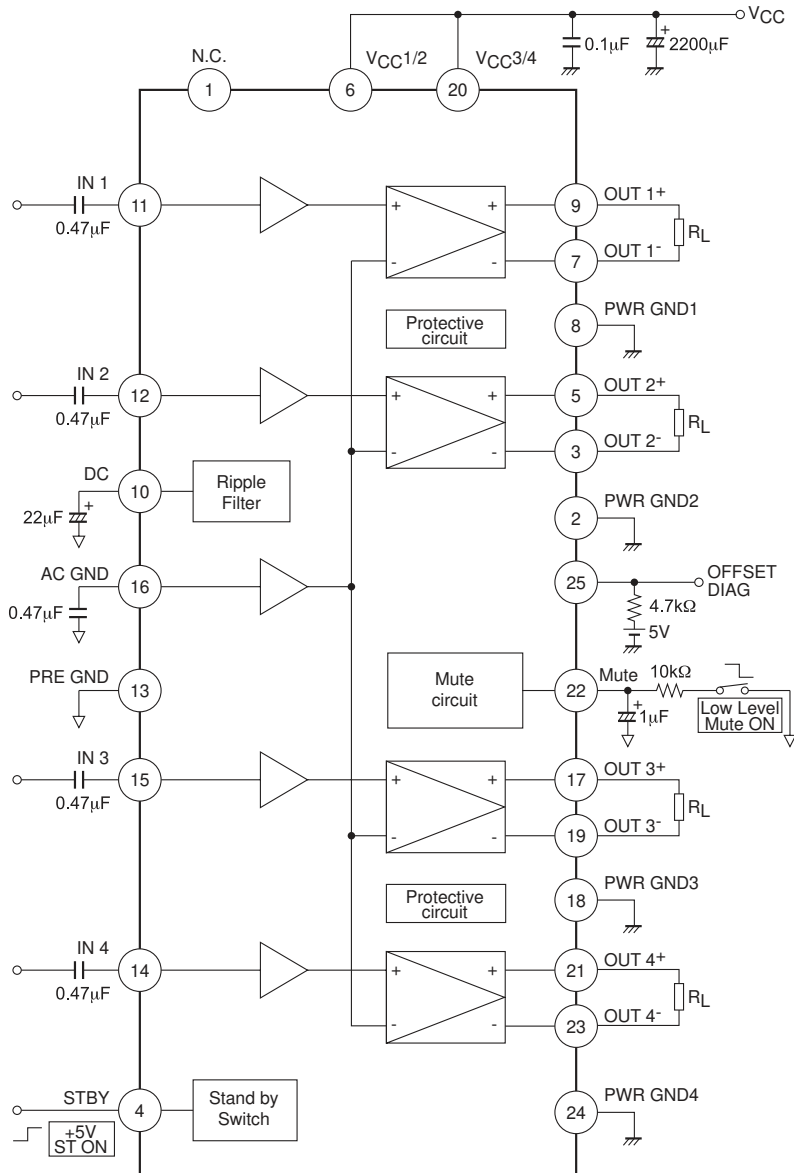 VCC
N.C.
VCC1/2
VCC3/4
0.1µF
+
2200µF
1
6
20
IN 1
11
0.47µF
+
+
-
-
9
OUT 1+
7
OUT 1-
RL
Protective
circuit
8
PWR GND1
IN 2
12
0.47µF
+
+
-
-
5
OUT 2+
3
OUT 2-
RL
DC
10
+
22µF
Ripple
Filter
2
PWR GND2
AC GND
16
0.47µF
25
OFFSET
DIAG
4.7kΩ
5V
PRE GND
13
Mute
circuit
22
Mute
10kΩ
+
1µF
Low Level
Mute ON
IN 3
15
0.47µF
+
+
-
-
17
OUT 3+
19
OUT 3-
RL
Protective
circuit
18
PWR GND3
IN 4
14
0.47µF
+
+
-
-
21
OUT 4+
23
OUT 4-
RL
STBY
4
+5V
ST ON
Stand by
Switch
24
PWR GND4